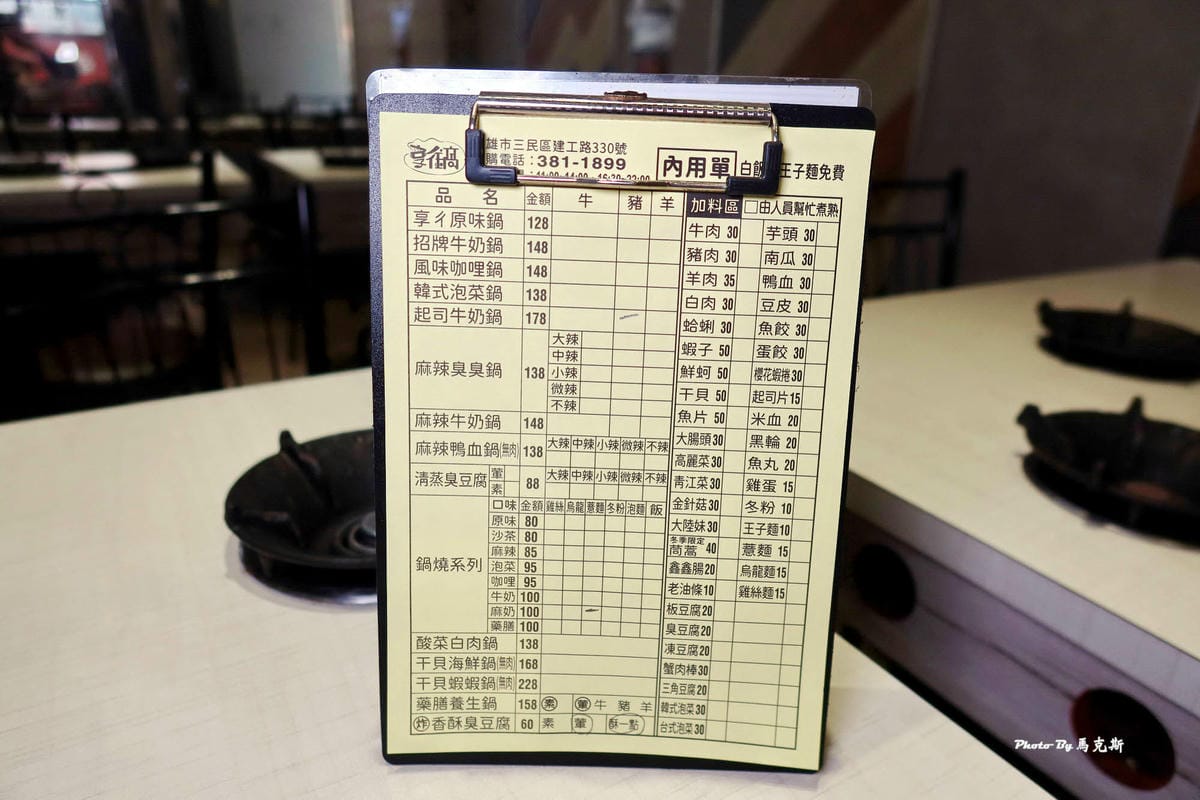 享鍋
雄市三民區建工路330號
購電話：381-1899
內用單
王子麵免費
品名 金額 牛 豬 羊
享彳原味鍋 128
招牌牛奶鍋 148
風味咖哩鍋 148
韓式泡菜鍋 138
起司牛奶鍋 178
麻辣臭臭鍋 138
大辣
中辣
小辣
微辣
不辣
麻辣牛奶鍋 148
麻辣鴨血鍋(無肉) 138 大辣 中辣 小辣 微辣 不辣
清蒸臭豆腐 葷 素 88 大辣 中辣 小辣 微辣 不辣
鍋燒系列
口味 金額 雞絲 烏龍 薏麵 冬粉 泡麵 飯
原味 80
沙茶 80
麻辣 85
泡菜 95
咖哩 95
牛奶 100
麻奶 100
藥膳 100
酸菜白肉鍋 138
干貝海鮮鍋(無肉) 168
干貝蝦蝦鍋(無肉) 228
藥膳養生鍋 158 素 葷 牛 豬 羊
炸 香酥臭豆腐 60 素 葷 酥一點
加料區 □由人員幫忙煮熟
牛肉 30 芋頭 30
豬肉 30 南瓜 30
羊肉 35 鴨血 30
白肉 30 豆皮 30
蛤蜊 30 魚餃 30
蝦子 50 蛋餃 30
鮮蚵 50 櫻花蝦捲 30
干貝 50 起司片 15
魚片 50 米血 20
大腸頭 30 黑輪 20
高麗菜 30 魚丸 20
青江菜 30 雞蛋 15
金針菇 30 冬粉 10
大陸妹 30 王子麵 10
冬季限定
茼蒿 40 薏麵 15
鑫鑫腸 20 烏龍麵 15
老油條 10 雞絲麵 15
板豆腐 20
臭豆腐 20
凍豆腐 20
蟹肉棒 30
三角豆腐 20
韓式泡菜 30
台式泡菜 30
Photo By 馬克斯